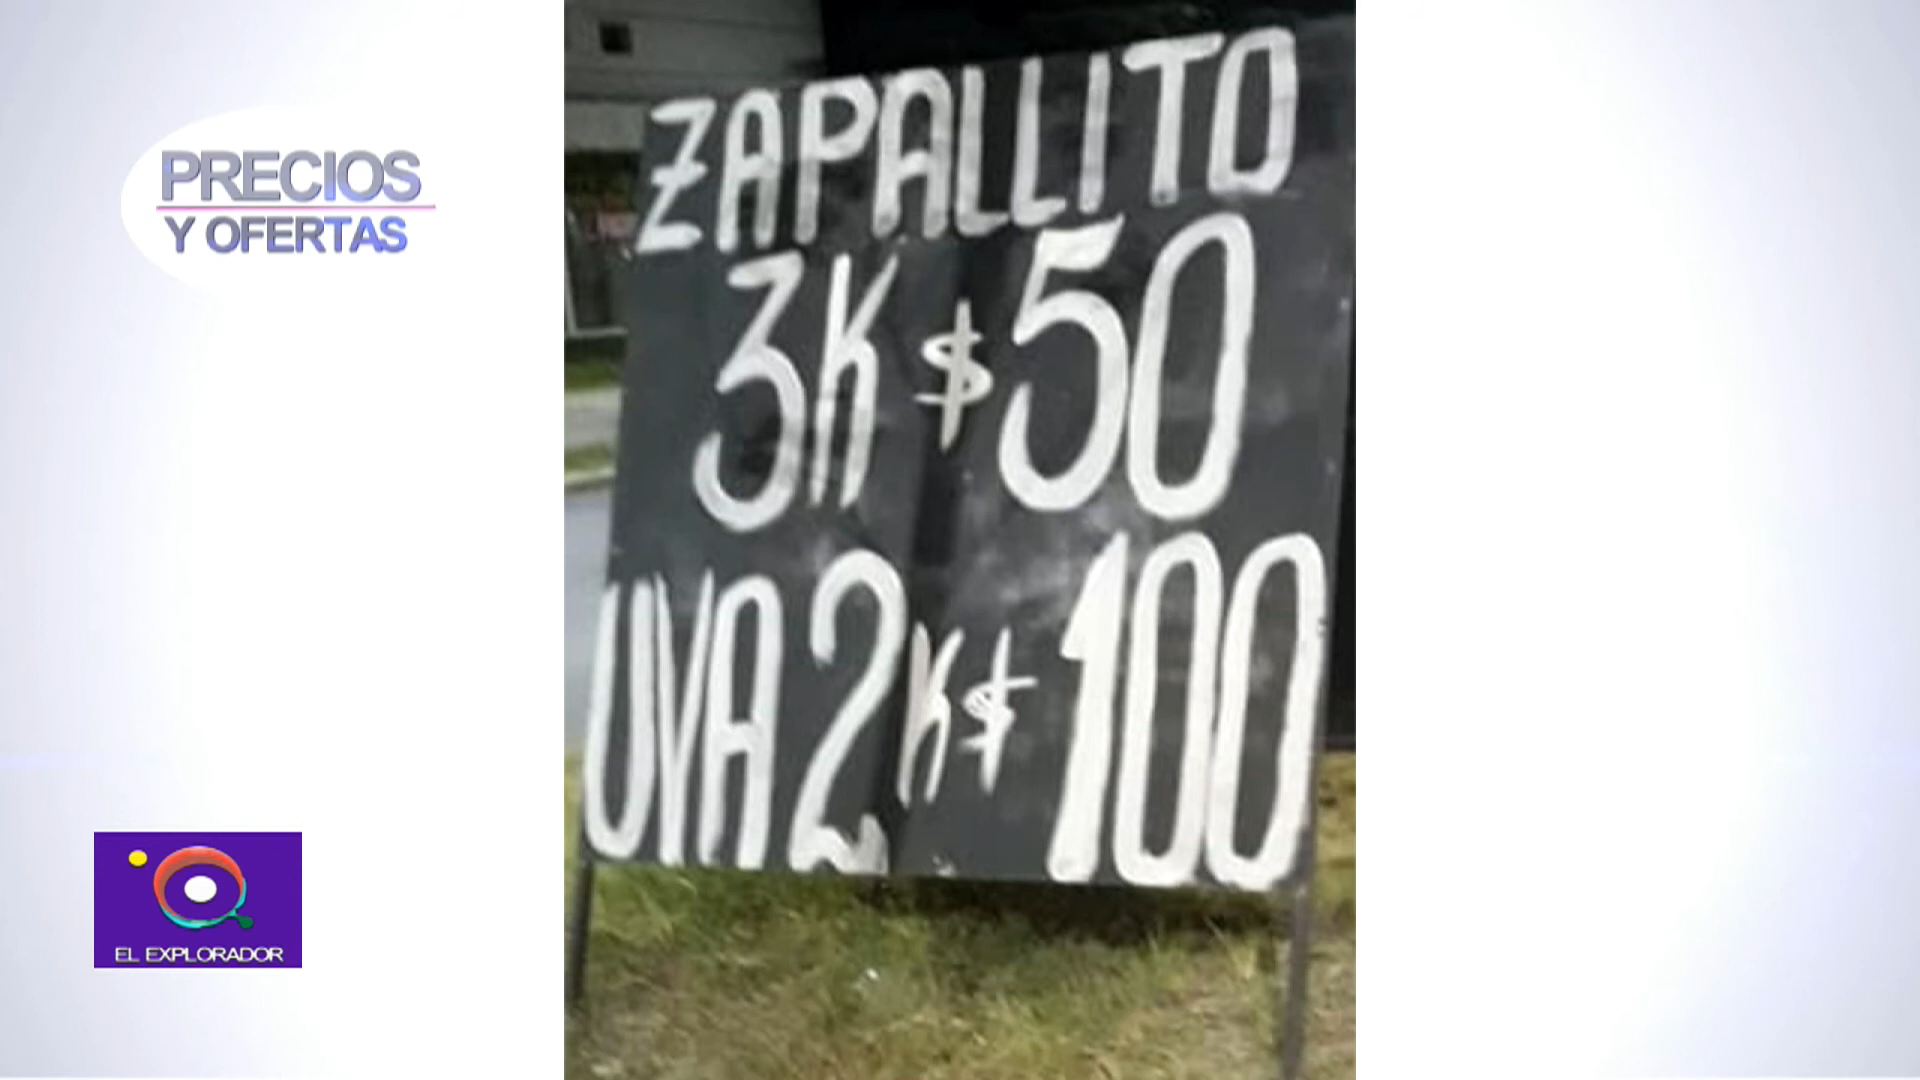 PRECIOS
Y OFERTAS
ZAPALLITO
3K $50
UVA 2K $100
EL EXPLORADOR